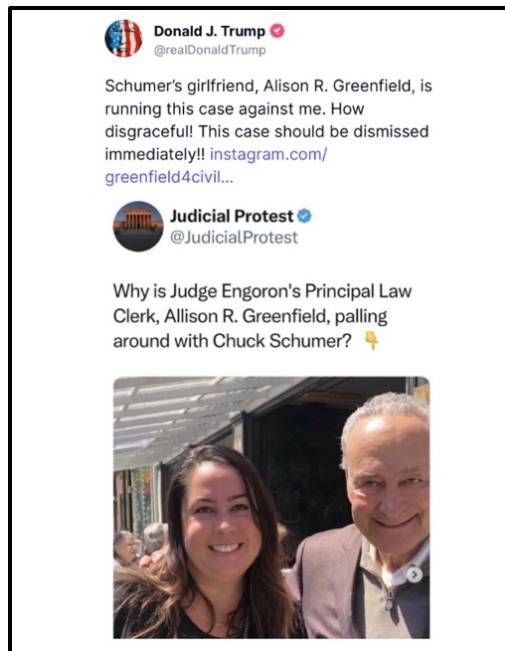 Donald J. Trump
@realDonaldTrump
Schumer's girlfriend, Alison R. Greenfield, is
running this case against me. How
disgraceful! This case should be dismissed
immediately!! instagram.com/
greenfield4civil...
Judicial Protest
@JudicialProtest
Why is Judge Engoron's Principal Law
Clerk, Allison R. Greenfield, palling
around with Chuck Schumer? 👇